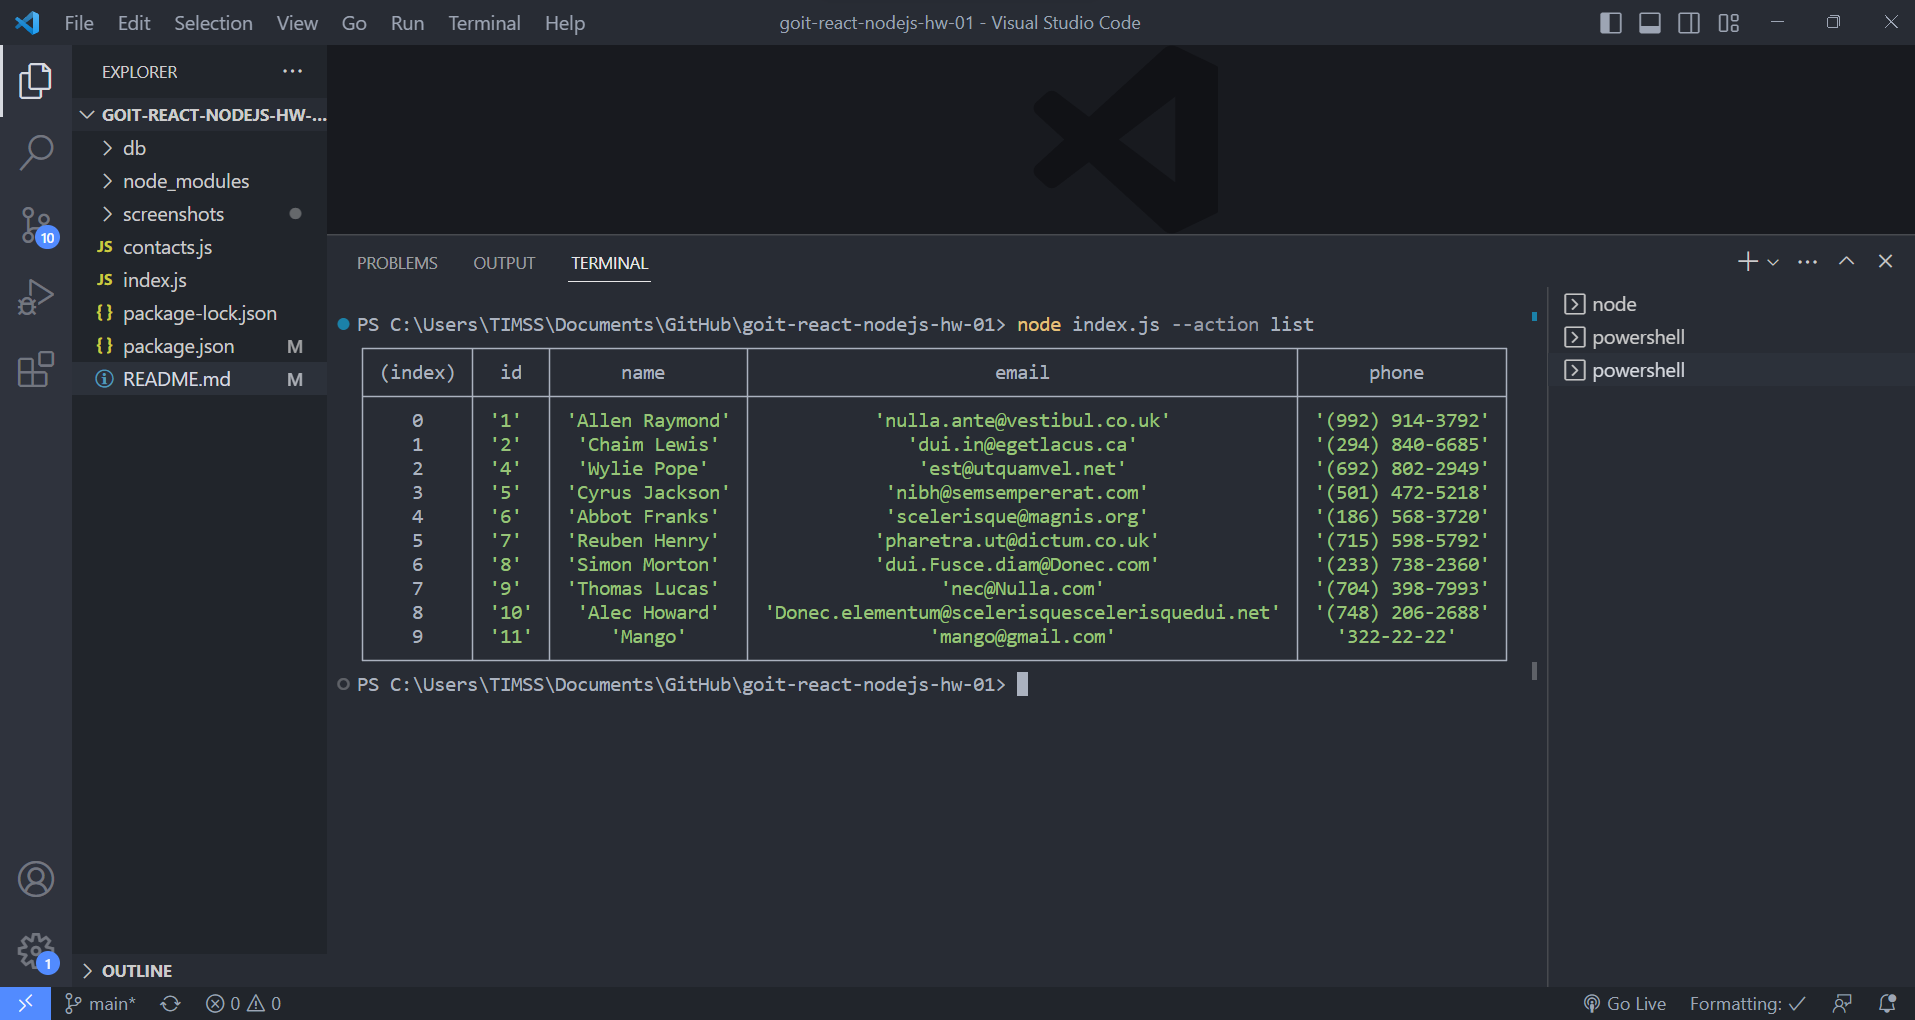 File Edit Selection View Go Run Terminal Help
goit-react-nodejs-hw-01 - Visual Studio Code
EXPLORER
GOIT-REACT-NODEJS-HW-...
db
node_modules
screenshots
JS contacts.js
JS index.js
{} package-lock.json
{} package.json M
README.md M
10
1
OUTLINE
PROBLEMS OUTPUT TERMINAL
PS C:\Users\TIMSS\Documents\GitHub\goit-react-nodejs-hw-01> node index.js --action list
(index) id name email phone
0 '1' 'Allen Raymond' 'nulla.ante@vestibul.co.uk' '(992) 914-3792'
1 '2' 'Chaim Lewis' 'dui.in@egetlacus.ca' '(294) 840-6685'
2 '4' 'Wylie Pope' 'est@utquamvel.net' '(692) 802-2949'
3 '5' 'Cyrus Jackson' 'nibh@semsempererat.com' '(501) 472-5218'
4 '6' 'Abbot Franks' 'scelerisque@magnis.org' '(186) 568-3720'
5 '7' 'Reuben Henry' 'pharetra.ut@dictum.co.uk' '(715) 598-5792'
6 '8' 'Simon Morton' 'dui.Fusce.diam@Donec.com' '(233) 738-2360'
7 '9' 'Thomas Lucas' 'nec@Nulla.com' '(704) 398-7993'
8 '10' 'Alec Howard' 'Donec.elementum@scelerisquescelerisquedui.net' '(748) 206-2688'
9 '11' 'Mango' 'mango@gmail.com' '322-22-22'
PS C:\Users\TIMSS\Documents\GitHub\goit-react-nodejs-hw-01>
node
powershell
powershell
main* 0 0
Go Live Formatting: ✓